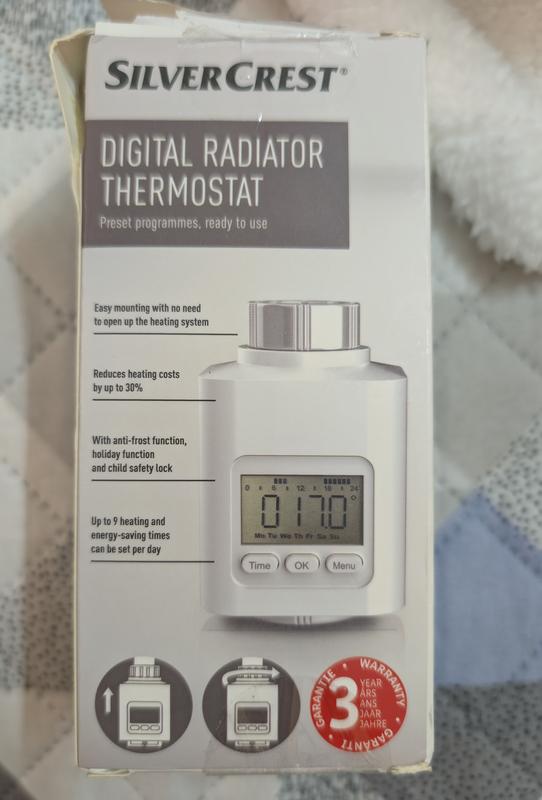 SILVERCREST®
DIGITAL RADIATOR
THERMOSTAT
Preset programmes, ready to use
Easy mounting with no need
to open up the heating system
Reduces heating costs
by up to 30%
With anti-frost function,
holiday function
and child safety lock
Up to 9 heating and
energy-saving times
can be set per day
0 6 12 18 24
017.0°
Mo Tu We Th Fr Sa Su
Time OK Menu
GARANTIE • WARRANTY • GARANTI •
3
YEAR
ÅRS
ANS
JAAR
JAHRE